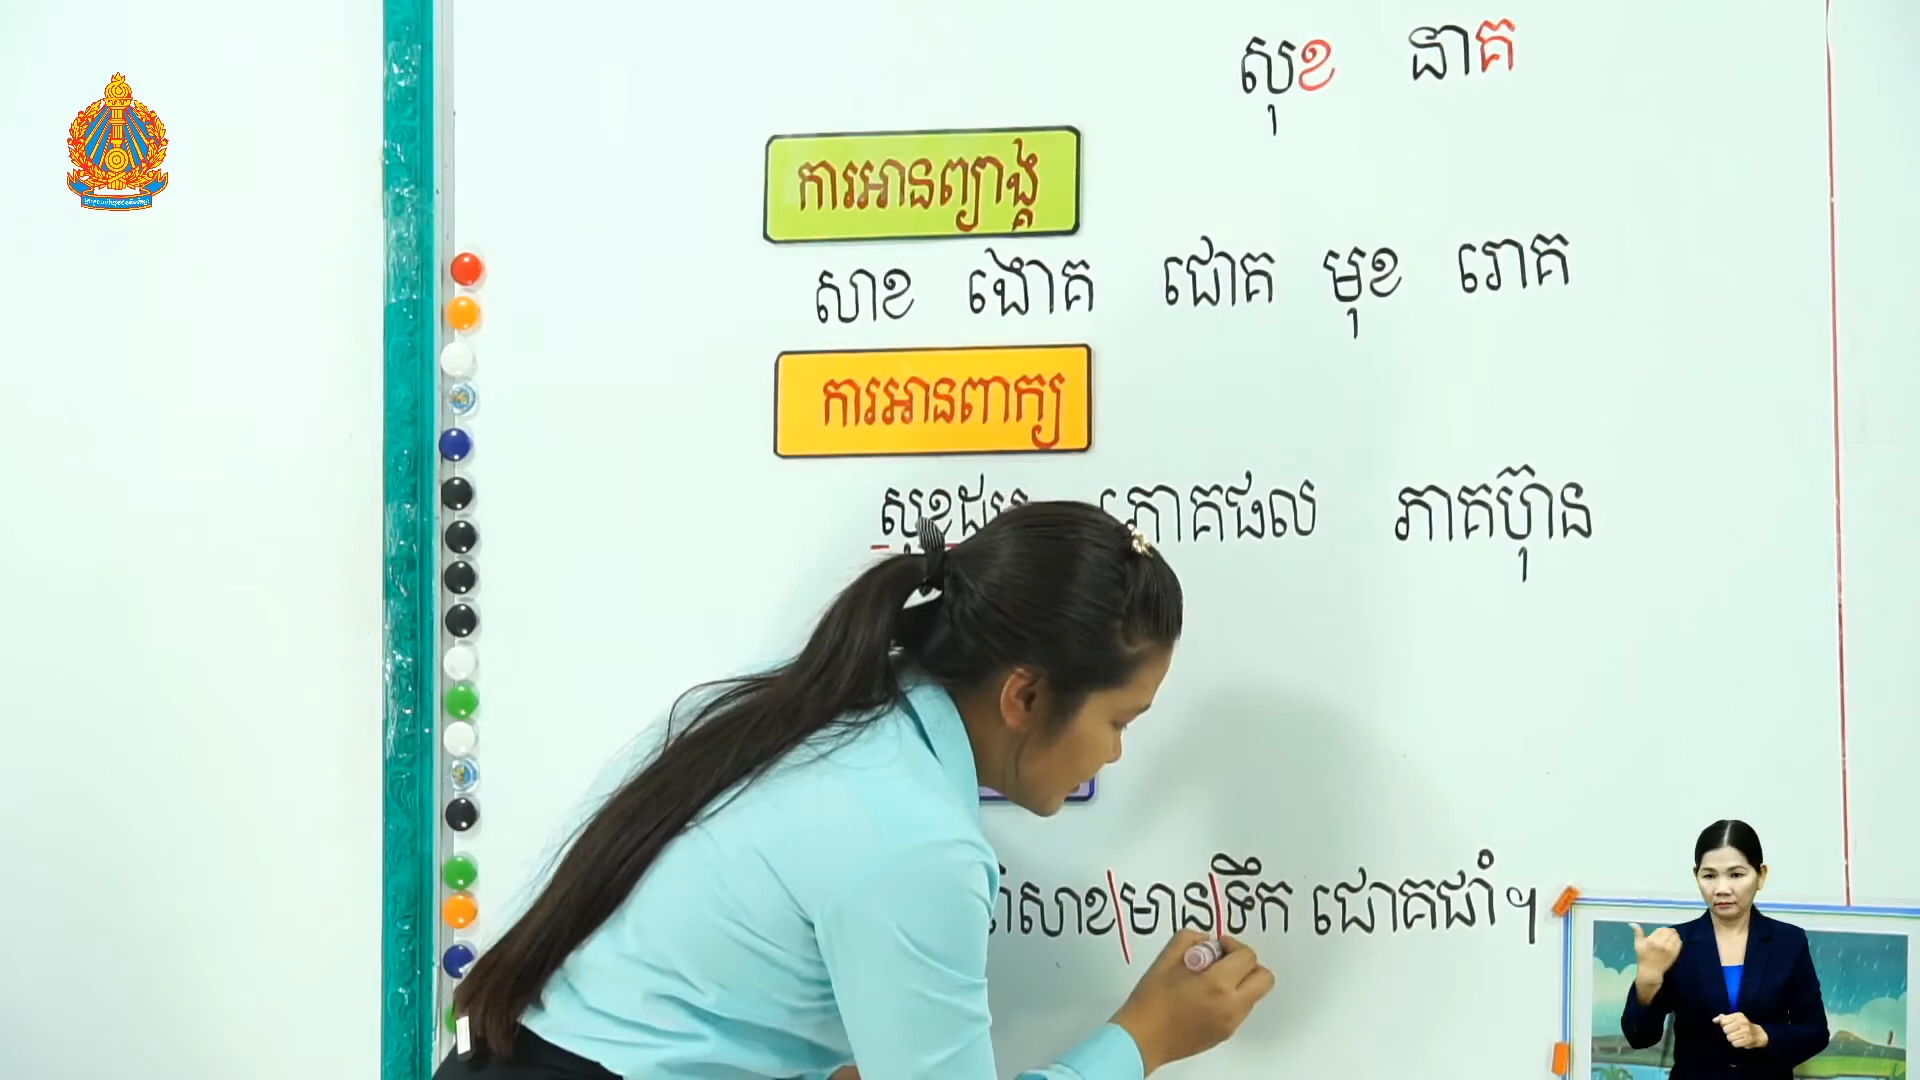 សុខ នាគ
ការអានព្យាង្គ
សាខ ងោគ ជោគ មុខ រោគ
ការអានពាក្យ
ភោគផល ភាគហ៊ុន
សាខ មាន ទឹក ជោគជាំ។